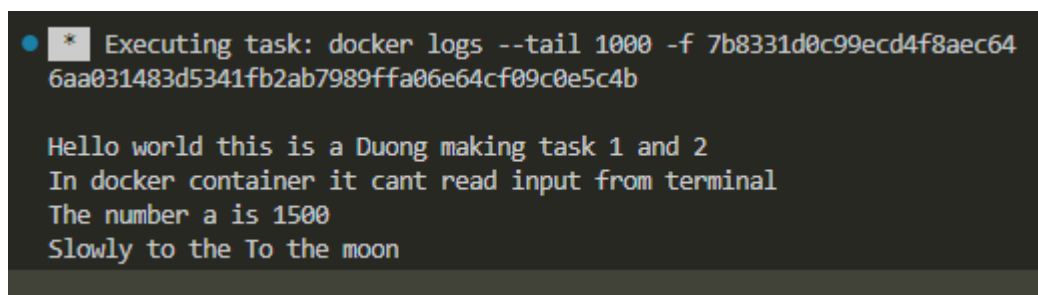 * Executing task: docker logs --tail 1000 -f 7b8331d0c99ecd4f8aec64
6aa031483d5341fb2ab7989ffa06e64cf09c0e5c4b
Hello world this is a Duong making task 1 and 2
In docker container it cant read input from terminal
The number a is 1500
Slowly to the To the moon